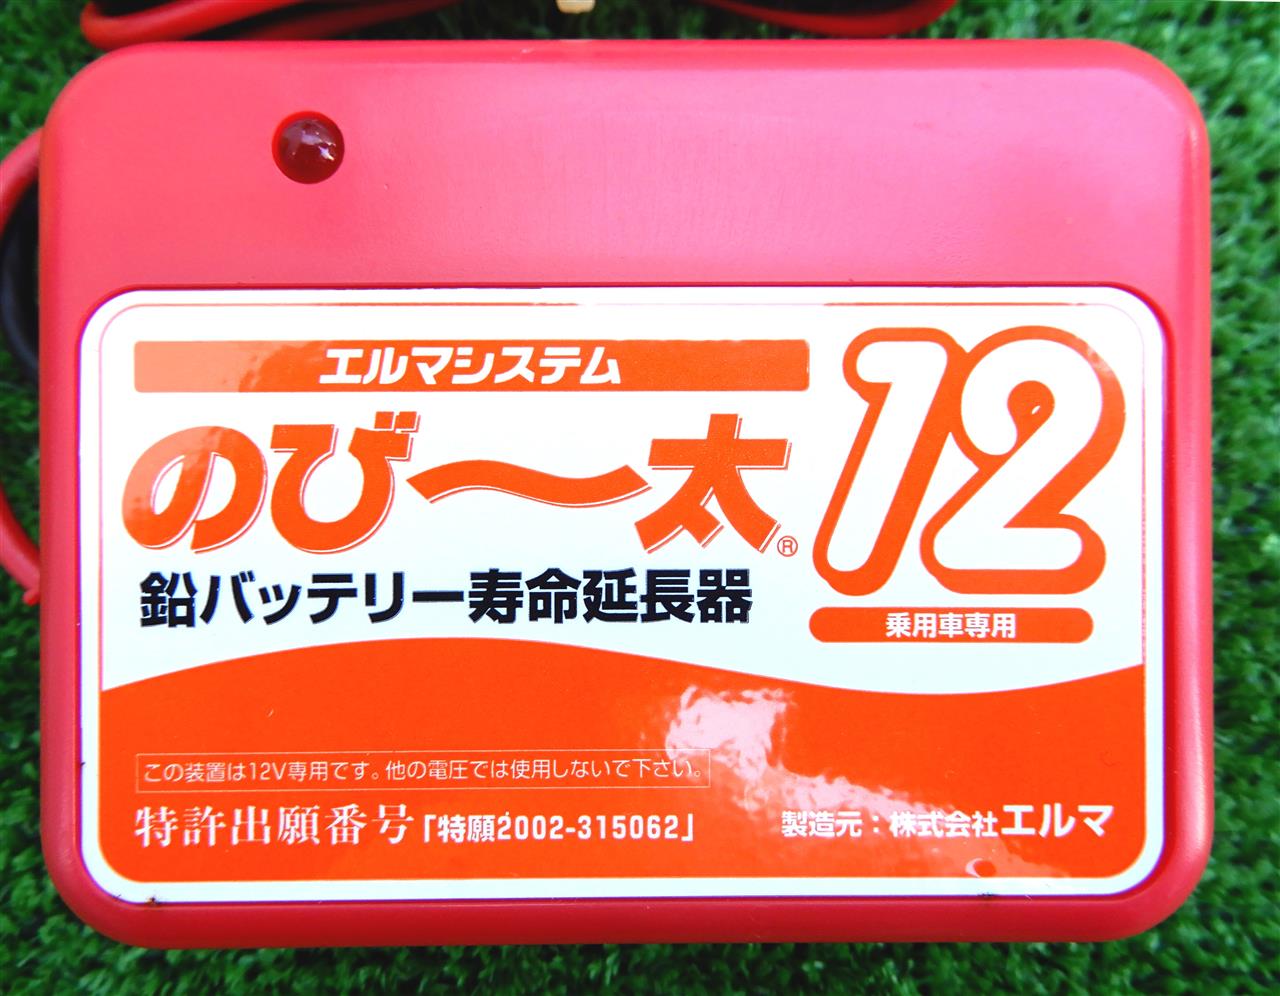 エルマシステム
のび〜太® 12
鉛バッテリー寿命延長器
乗用車専用
この装置は12V専用です。他の電圧では使用しないで下さい。
特許出願番号「特願2002-315062」
製造元：株式会社エルマ